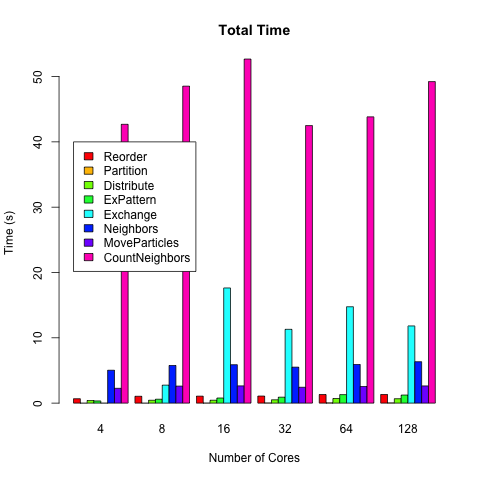 Total Time
Time (s)
50
40
30
20
10
0
Reorder
Partition
Distribute
ExPattern
Exchange
Neighbors
MoveParticles
CountNeighbors
4 8 16 32 64 128
Number of Cores